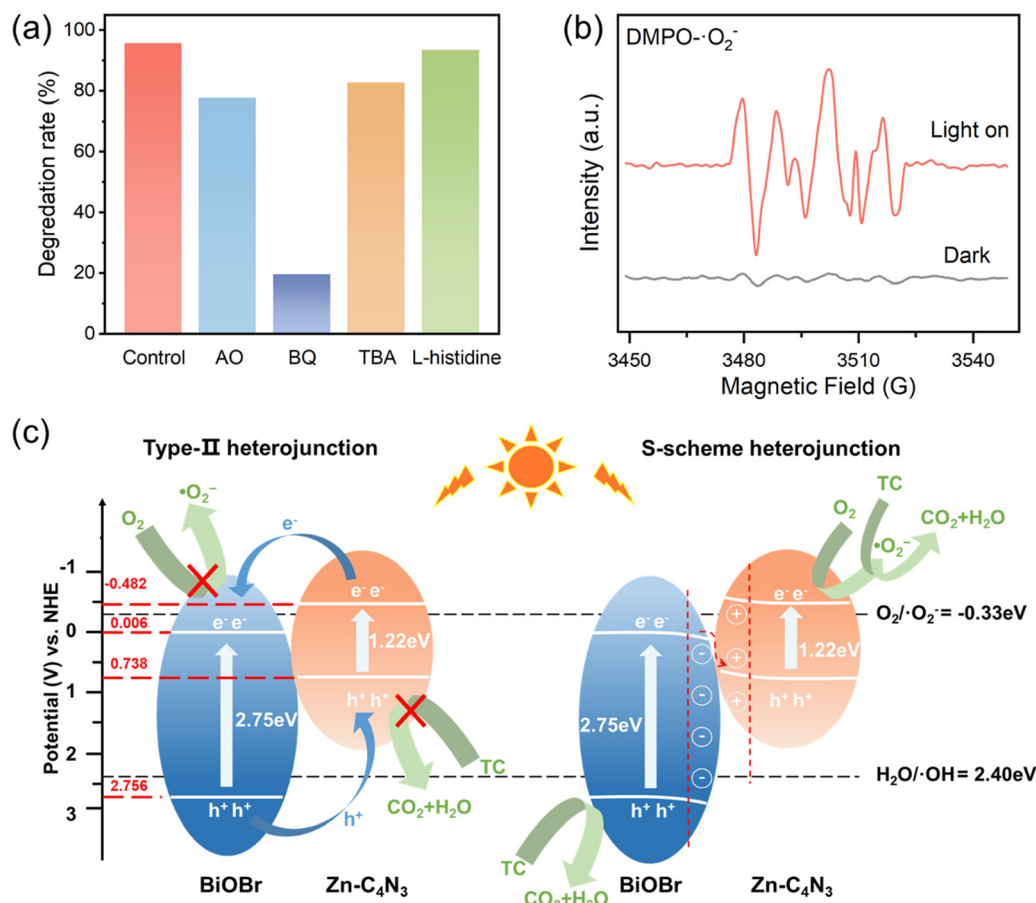 (a)
Degredation rate (%)
100
80
60
40
20
0
Control AO BQ TBA L-histidine
(b)
DMPO-·O₂⁻
Intensity (a.u.)
Light on
Dark
3450 3480 3510 3540
Magnetic Field (G)
(c)
Type-Ⅱ heterojunction
S-scheme heterojunction
Potential (V) vs. NHE
-1
0
1
2
3
-0.482
0.006
0.738
2.756
O₂
•O₂⁻
e⁻
e⁻ e⁻
e⁻ e⁻
1.22eV
2.75eV
h⁺ h⁺
h⁺ h⁺
h⁺
TC
CO₂+H₂O
BiOBr
Zn-C₄N₃
O₂
TC
•O₂⁻
CO₂+H₂O
e⁻ e⁻
e⁻ e⁻
+
+
+
-
-
-
-
1.22eV
2.75eV
h⁺ h⁺
h⁺ h⁺
O₂/·O₂⁻= -0.33eV
H₂O/·OH= 2.40eV
TC
CO₂+H₂O
BiOBr
Zn-C₄N₃